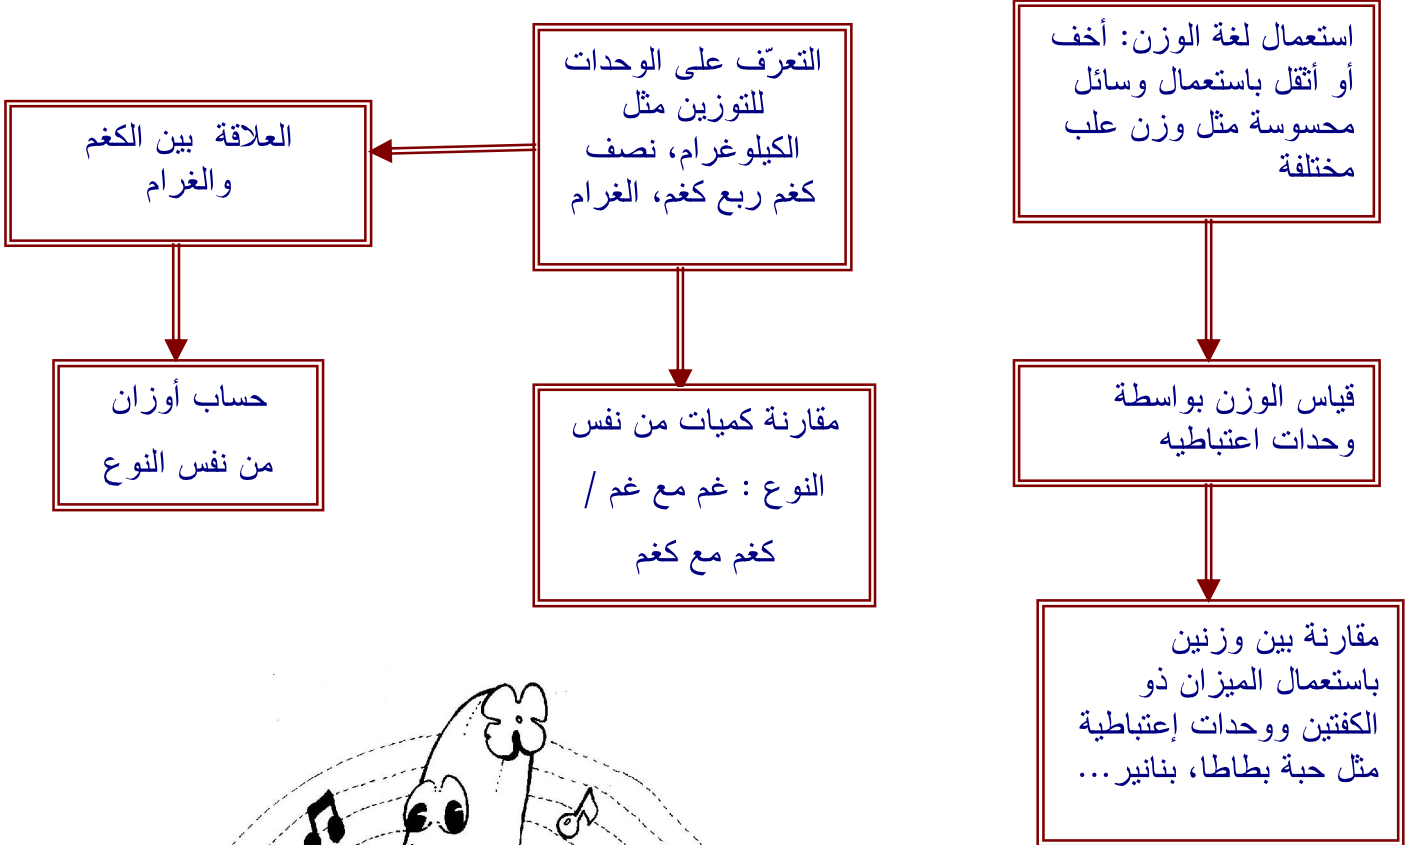 استعمال لغة الوزن: أخف
أو أثقل باستعمال وسائل
محسوسة مثل وزن علب
مختلفة
قياس الوزن بواسطة
وحدات اعتباطيه
مقارنة بين وزنين
باستعمال الميزان ذو
الكفتين ووحدات إعتباطية
مثل حبة بطاطا، بنانير...
التعرّف على الوحدات
للتوزين مثل
الكيلوغرام، نصف
كغم ربع كغم، الغرام
مقارنة كميات من نفس
النوع : غم مع غم /
كغم مع كغم
العلاقة بين الكغم
والغرام
حساب أوزان
من نفس النوع